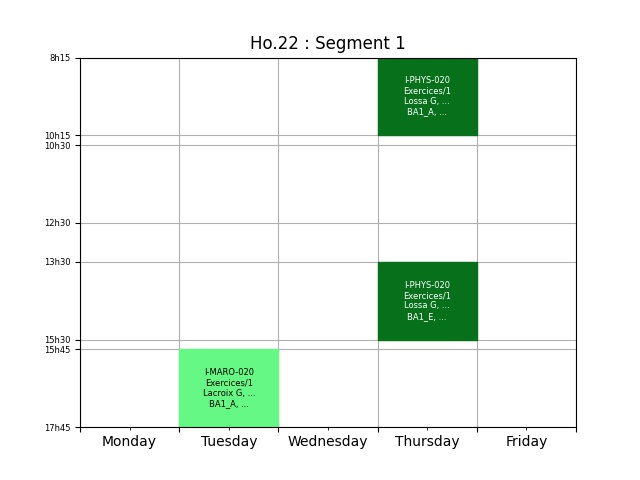 Ho.22 : Segment 1
8h15
I-PHYS-020
Exercices/1
Lossa G, ...
BA1_A, ...
10h15
10h30
12h30
13h30
I-PHYS-020
Exercices/1
Lossa G, ...
BA1_E, ...
15h30
15h45
I-MARO-020
Exercices/1
Lacroix G, ...
BA1_A, ...
17h45
Monday
Tuesday
Wednesday
Thursday
Friday